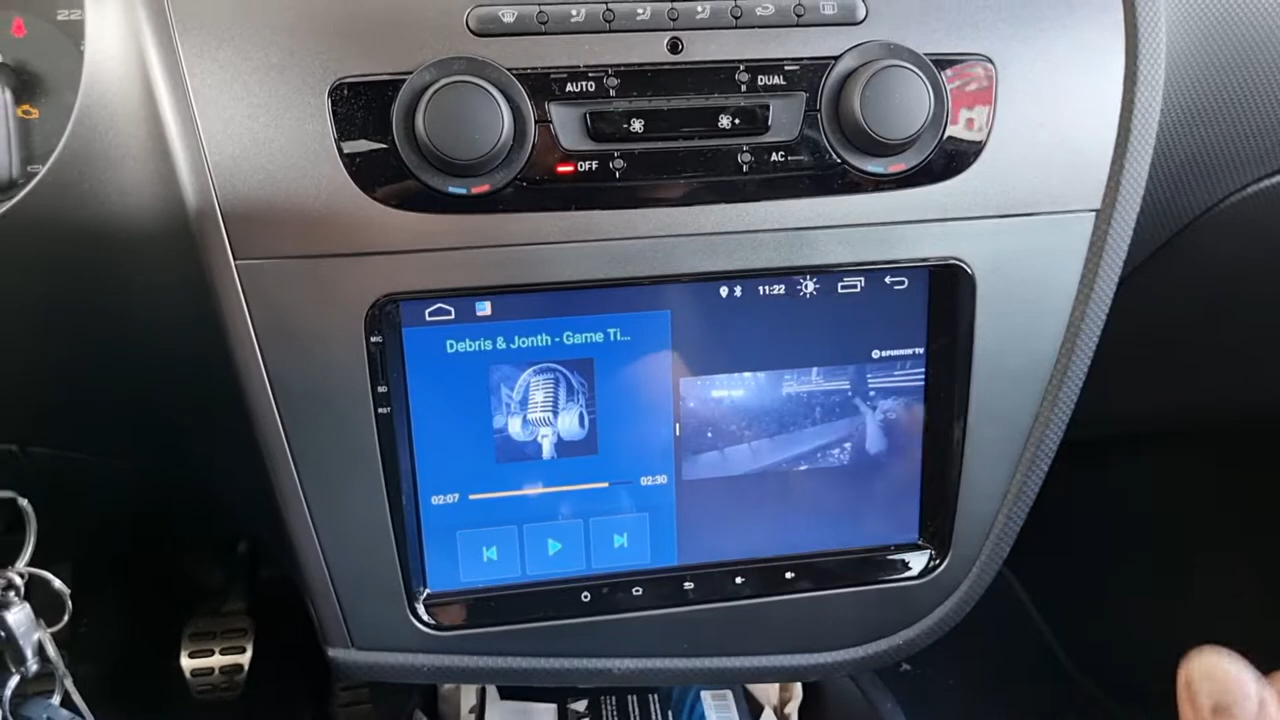 22
AUTO
DUAL
OFF
AC
11:22
MIC
SD
RST
Debris & Jonth - Game Ti...
SPINNIN' TV
02:07
02:30